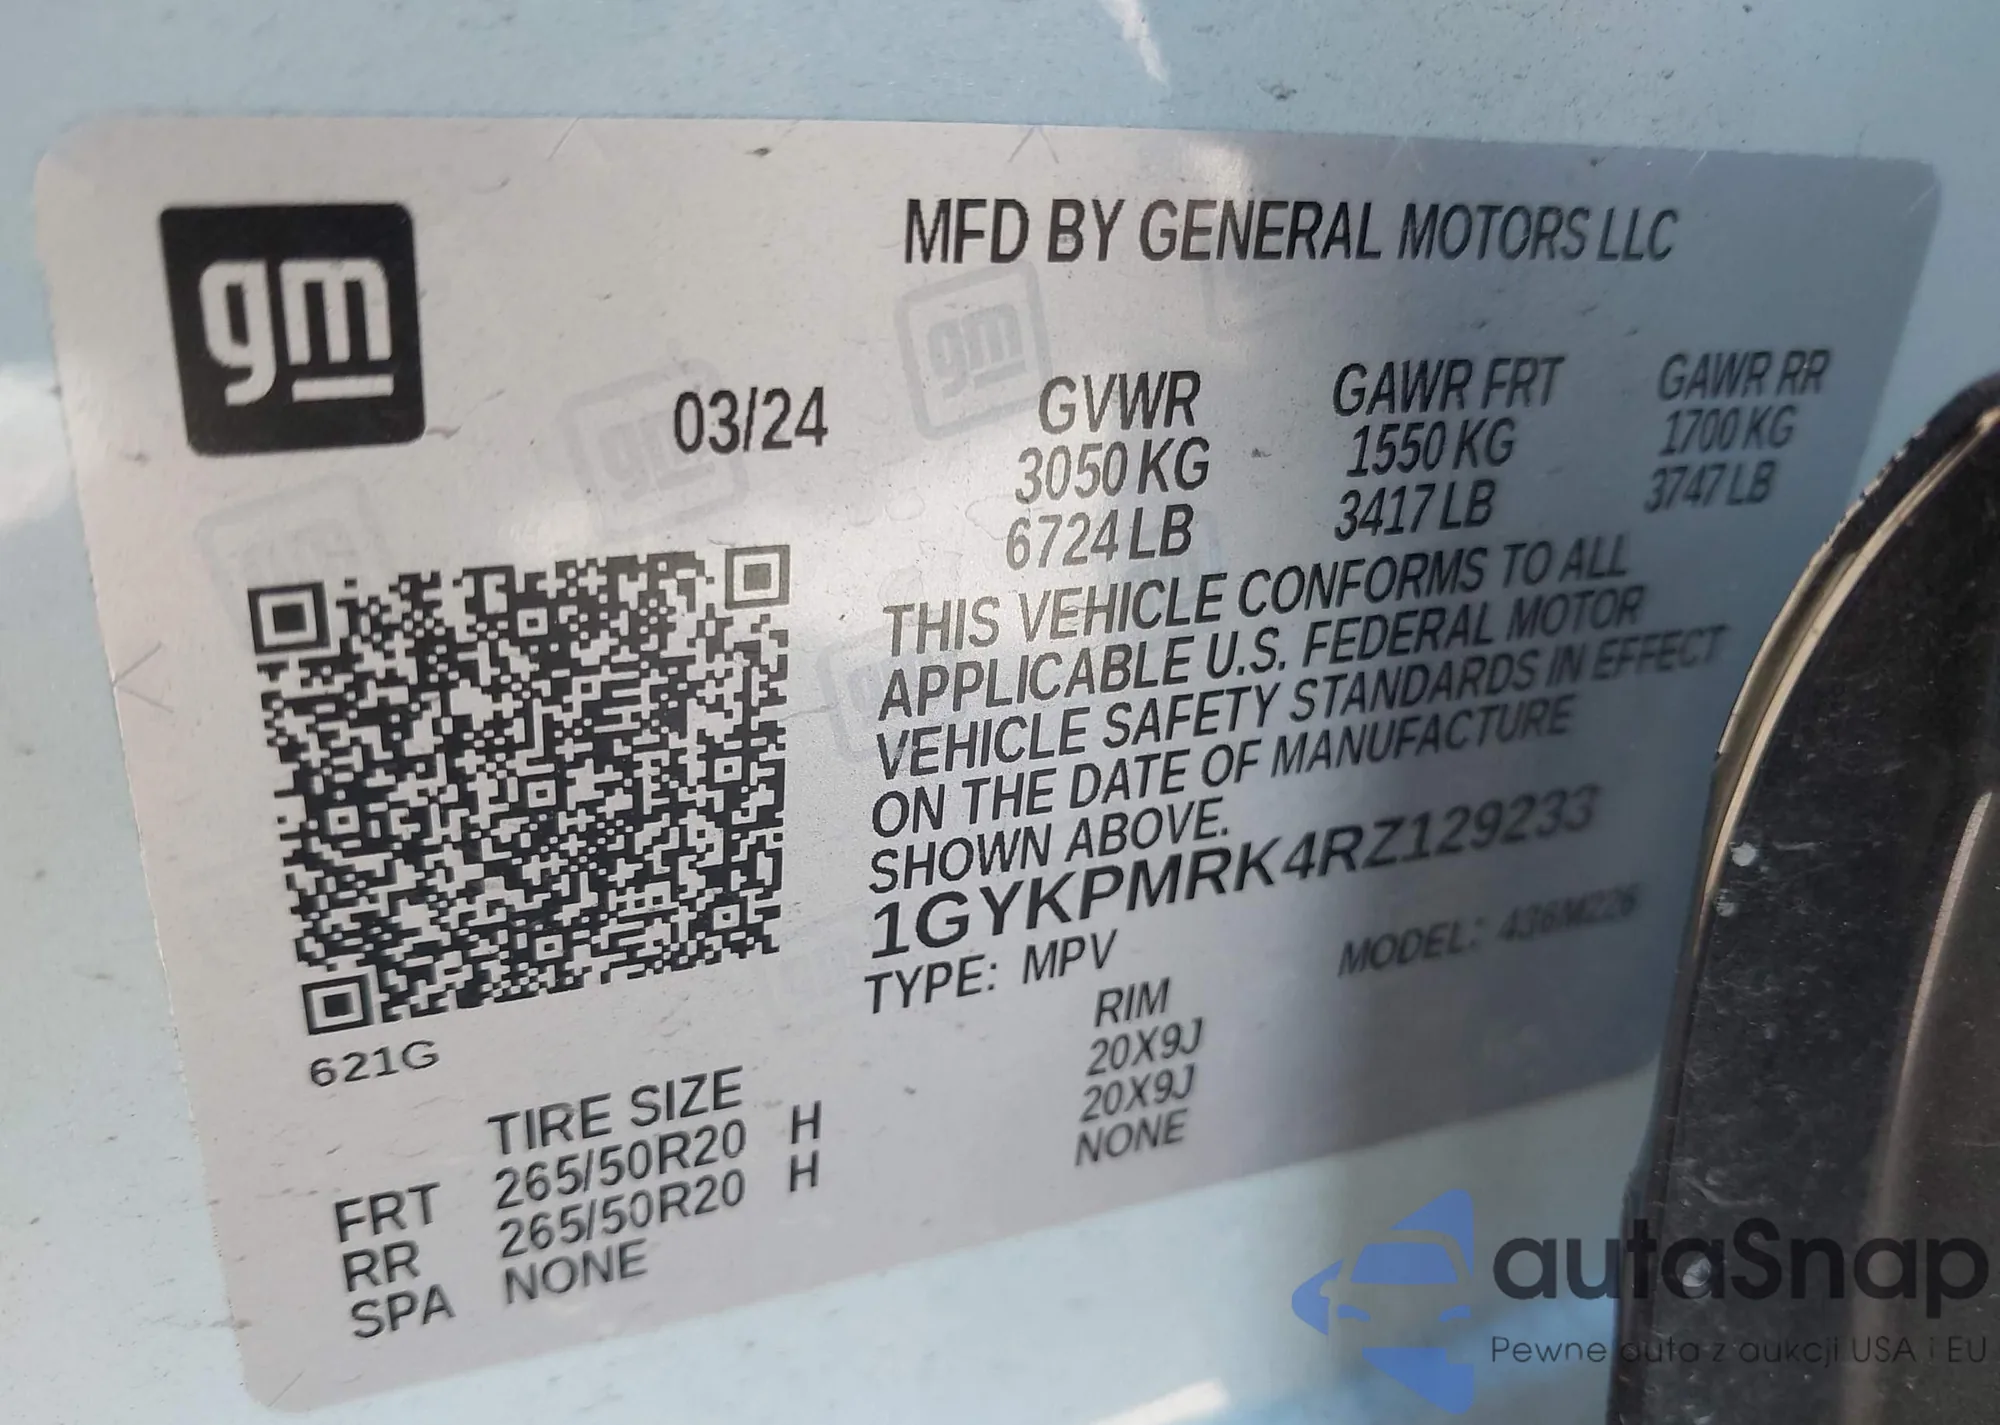 gm
MFD BY GENERAL MOTORS LLC
03/24
GVWR GAWR FRT GAWR RR
3050 KG 1550 KG 1700 KG
6724 LB 3417 LB 3747 LB
THIS VEHICLE CONFORMS TO ALL
APPLICABLE U.S. FEDERAL MOTOR
VEHICLE SAFETY STANDARDS IN EFFECT
ON THE DATE OF MANUFACTURE
SHOWN ABOVE.
1GYKPMRK4RZ129233
TYPE: MPV MODEL: 436M226
621G
TIRE SIZE RIM
FRT 265/50R20 H 20X9J
RR 265/50R20 H 20X9J
SPA NONE NONE
autaSnap
Pewne auta z aukcji USA i EU